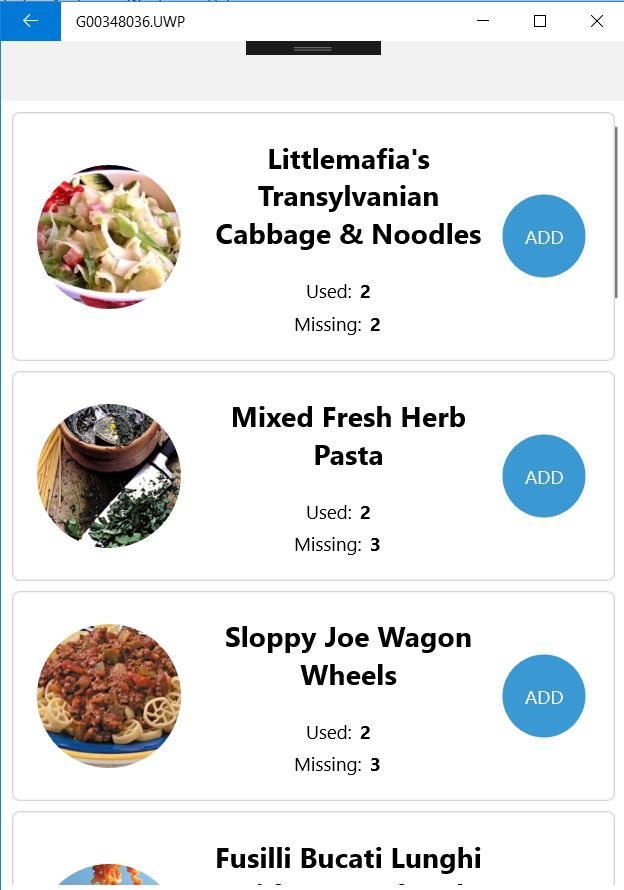 G00348036.UWP
Littlemafia's
Transylvanian
Cabbage & Noodles
Used: 2
Missing: 2
ADD
Mixed Fresh Herb
Pasta
Used: 2
Missing: 3
ADD
Sloppy Joe Wagon
Wheels
Used: 2
Missing: 3
ADD
Fusilli Bucati Lunghi